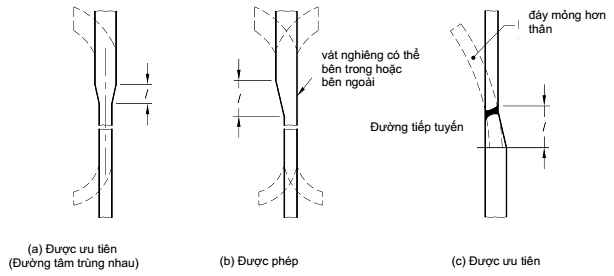 đáy mỏng hơn
thân
vát nghiêng có thể
bên trong hoặc
bên ngoài
Đường tiếp tuyến
l
l
l
(a) Được ưu tiên
(Đường tâm trùng nhau)
(b) Được phép
(c) Được ưu tiên